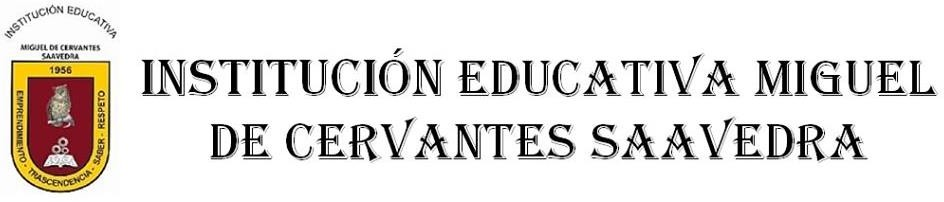 INSTITUCIÓN EDUCATIVA
MIGUEL DE CERVANTES
SAAVEDRA
1956
EMPRENDIMIENTO - TRASCENDENCIA - SABER - RESPETO
INSTITUCIÓN EDUCATIVA MIGUEL
DE CERVANTES SAAVEDRA